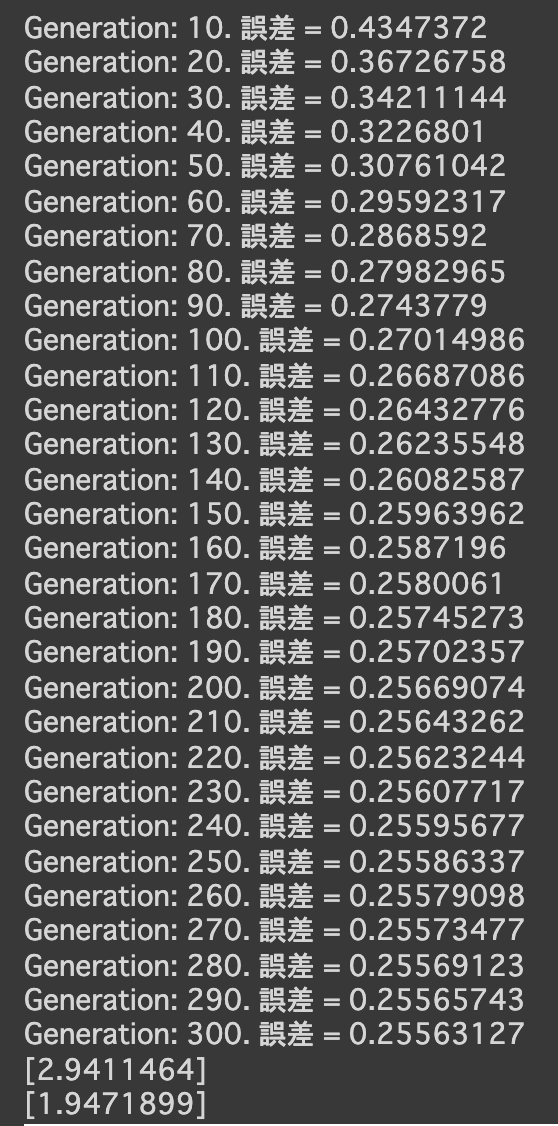 Generation: 10. 誤差 = 0.4347372
Generation: 20. 誤差 = 0.36726758
Generation: 30. 誤差 = 0.34211144
Generation: 40. 誤差 = 0.3226801
Generation: 50. 誤差 = 0.30761042
Generation: 60. 誤差 = 0.29592317
Generation: 70. 誤差 = 0.2868592
Generation: 80. 誤差 = 0.27982965
Generation: 90. 誤差 = 0.2743779
Generation: 100. 誤差 = 0.27014986
Generation: 110. 誤差 = 0.26687086
Generation: 120. 誤差 = 0.26432776
Generation: 130. 誤差 = 0.26235548
Generation: 140. 誤差 = 0.26082587
Generation: 150. 誤差 = 0.25963962
Generation: 160. 誤差 = 0.2587196
Generation: 170. 誤差 = 0.2580061
Generation: 180. 誤差 = 0.25745273
Generation: 190. 誤差 = 0.25702357
Generation: 200. 誤差 = 0.25669074
Generation: 210. 誤差 = 0.25643262
Generation: 220. 誤差 = 0.25623244
Generation: 230. 誤差 = 0.25607717
Generation: 240. 誤差 = 0.25595677
Generation: 250. 誤差 = 0.25586337
Generation: 260. 誤差 = 0.25579098
Generation: 270. 誤差 = 0.25573477
Generation: 280. 誤差 = 0.25569123
Generation: 290. 誤差 = 0.25565743
Generation: 300. 誤差 = 0.25563127
[2.9411464]
[1.9471899]